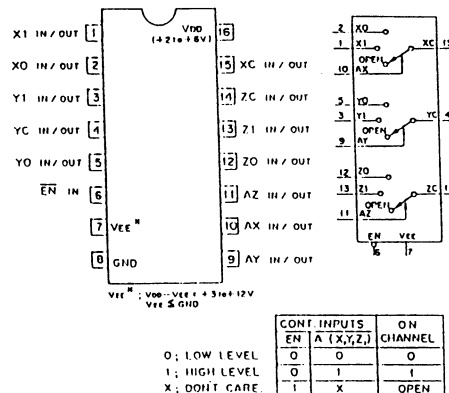 X1 IN/OUT 1
VDD 16
(+2 to +6V)
X0 IN/OUT 2
15 XC IN/OUT
Y1 IN/OUT 3
14 ZC IN/OUT
YC IN/OUT 4
13 Z1 IN/OUT
Y0 IN/OUT 5
12 Z0 IN/OUT
EN IN 6
11 AZ IN/OUT
7 VEE*
10 AX IN/OUT
8 GND
9 AY IN/OUT
VEE* ; VDD--VEE = +3 to +12V
VEE ≤ GND
2 X0
1 X1 XC 15
OPEN
10 AX
5 Y0
3 Y1 YC 4
OPEN
9 AY
12 Z0
13 Z1 ZC
OPEN
11 AZ
EN VEE
6 7
CONT. INPUTS ON
EN A (X,Y,Z,) CHANNEL
0; LOW LEVEL 0 0 0
1; HIGH LEVEL 0 1 1
X; DON'T CARE. 1 X OPEN